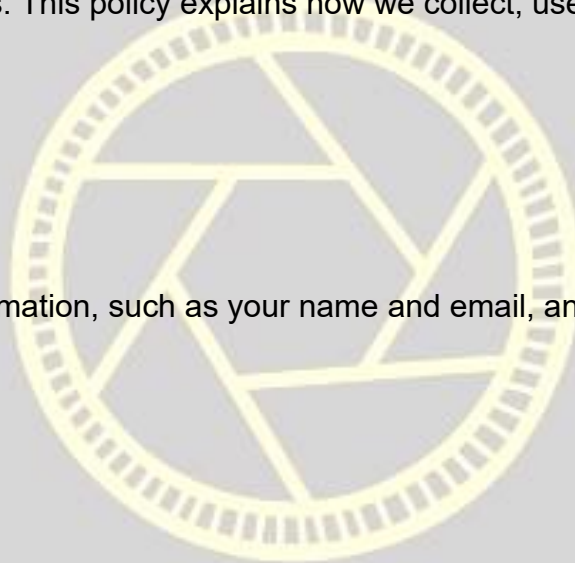 s. This policy explains how we collect, use
mation, such as your name and email, an